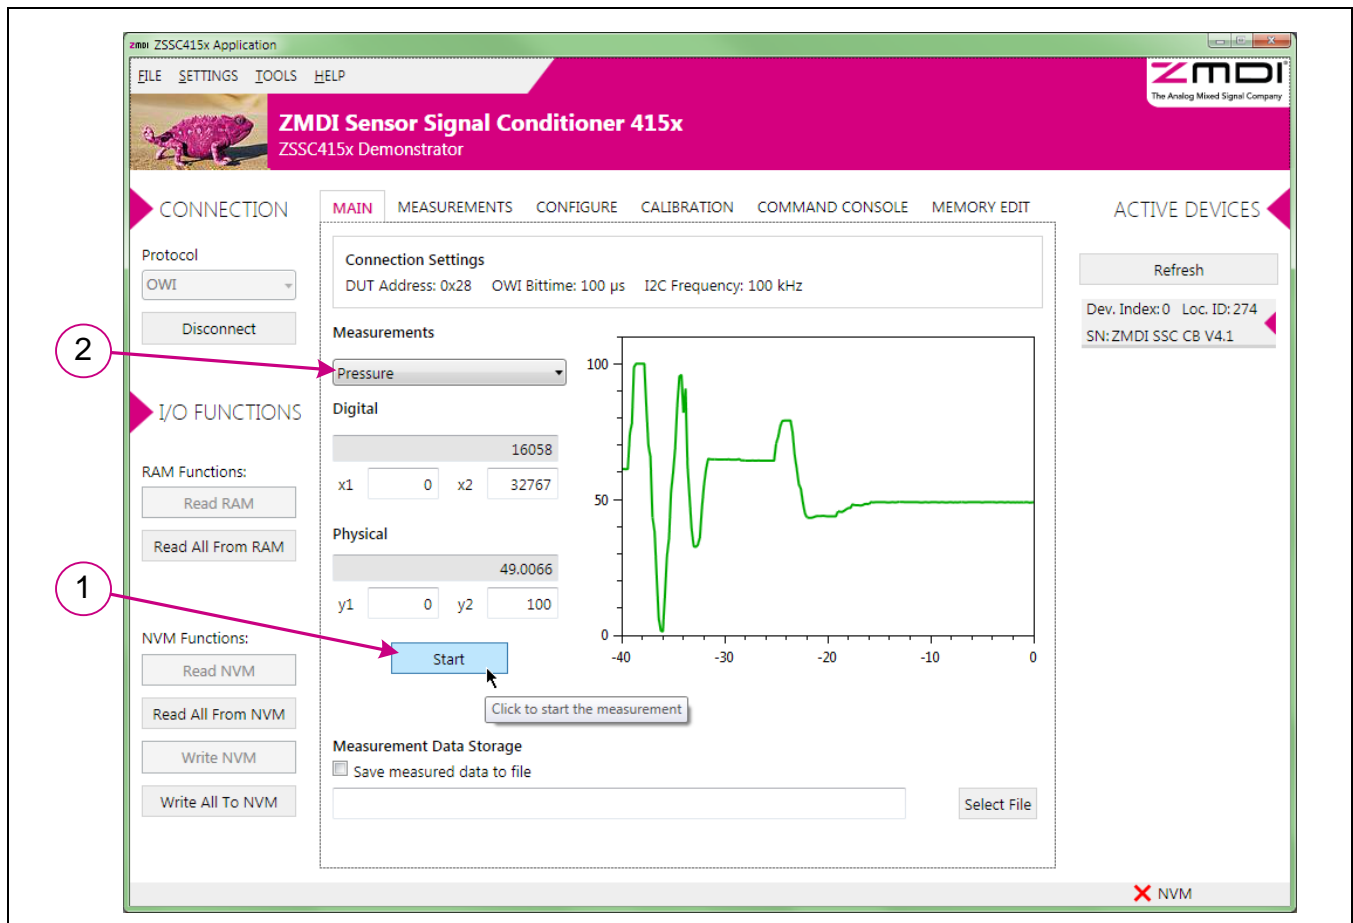 ZMDI ZSSC415x Application
FILE SETTINGS TOOLS HELP
ZMDI
The Analog Mixed Signal Company
ZMDI Sensor Signal Conditioner 415x
ZSSC415x Demonstrator
CONNECTION
Protocol
OWI
Disconnect
I/O FUNCTIONS
RAM Functions:
Read RAM
Read All From RAM
NVM Functions:
Read NVM
Read All From NVM
Write NVM
Write All To NVM
MAIN MEASUREMENTS CONFIGURE CALIBRATION COMMAND CONSOLE MEMORY EDIT
Connection Settings
DUT Address: 0x28 OWI Bittime: 100 µs I2C Frequency: 100 kHz
Measurements
2
Pressure
Digital
16058
x1 0 x2 32767
Physical
49.0066
y1 0 y2 100
1
Start
Click to start the measurement
100
50
0
-40 -30 -20 -10 0
Measurement Data Storage
Save measured data to file
Select File
ACTIVE DEVICES
Refresh
Dev. Index: 0 Loc. ID: 274
SN: ZMDI SSC CB V4.1
NVM